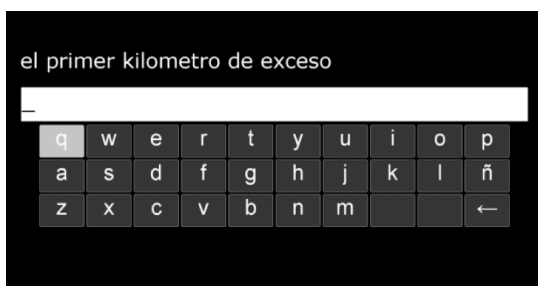 el primer kilometro de exceso
_
q w e r t y u i o p
a s d f g h j k l ñ
z x c v b n m ←